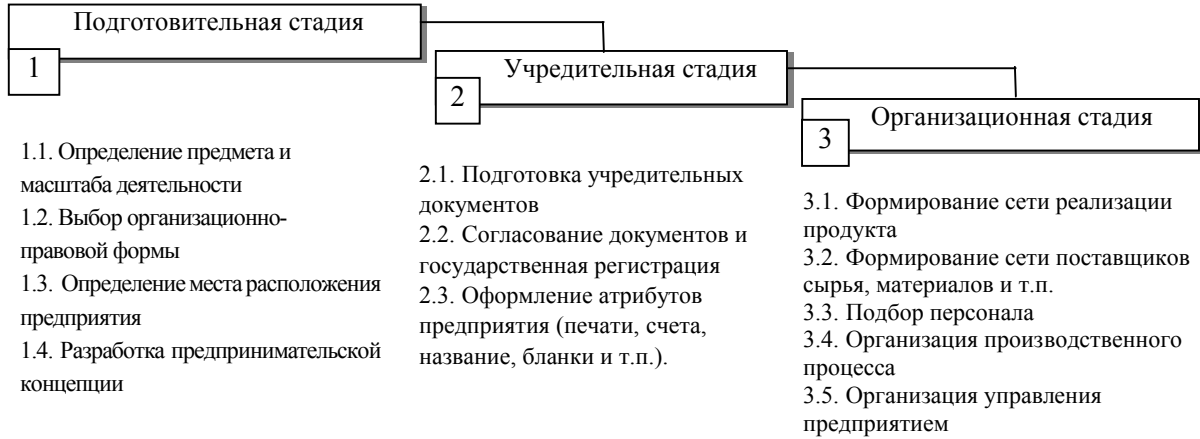 Подготовительная стадия
1
1.1. Определение предмета и
масштаба деятельности
1.2. Выбор организационно-
правовой формы
1.3. Определение места расположения
предприятия
1.4. Разработка предпринимательской
концепции
Учредительная стадия
2
2.1. Подготовка учредительных
документов
2.2. Согласование документов и
государственная регистрация
2.3. Оформление атрибутов
предприятия (печати, счета,
название, бланки и т.п.).
Организационная стадия
3
3.1. Формирование сети реализации
продукта
3.2. Формирование сети поставщиков
сырья, материалов и т.п.
3.3. Подбор персонала
3.4. Организация производственного
процесса
3.5. Организация управления
предприятием